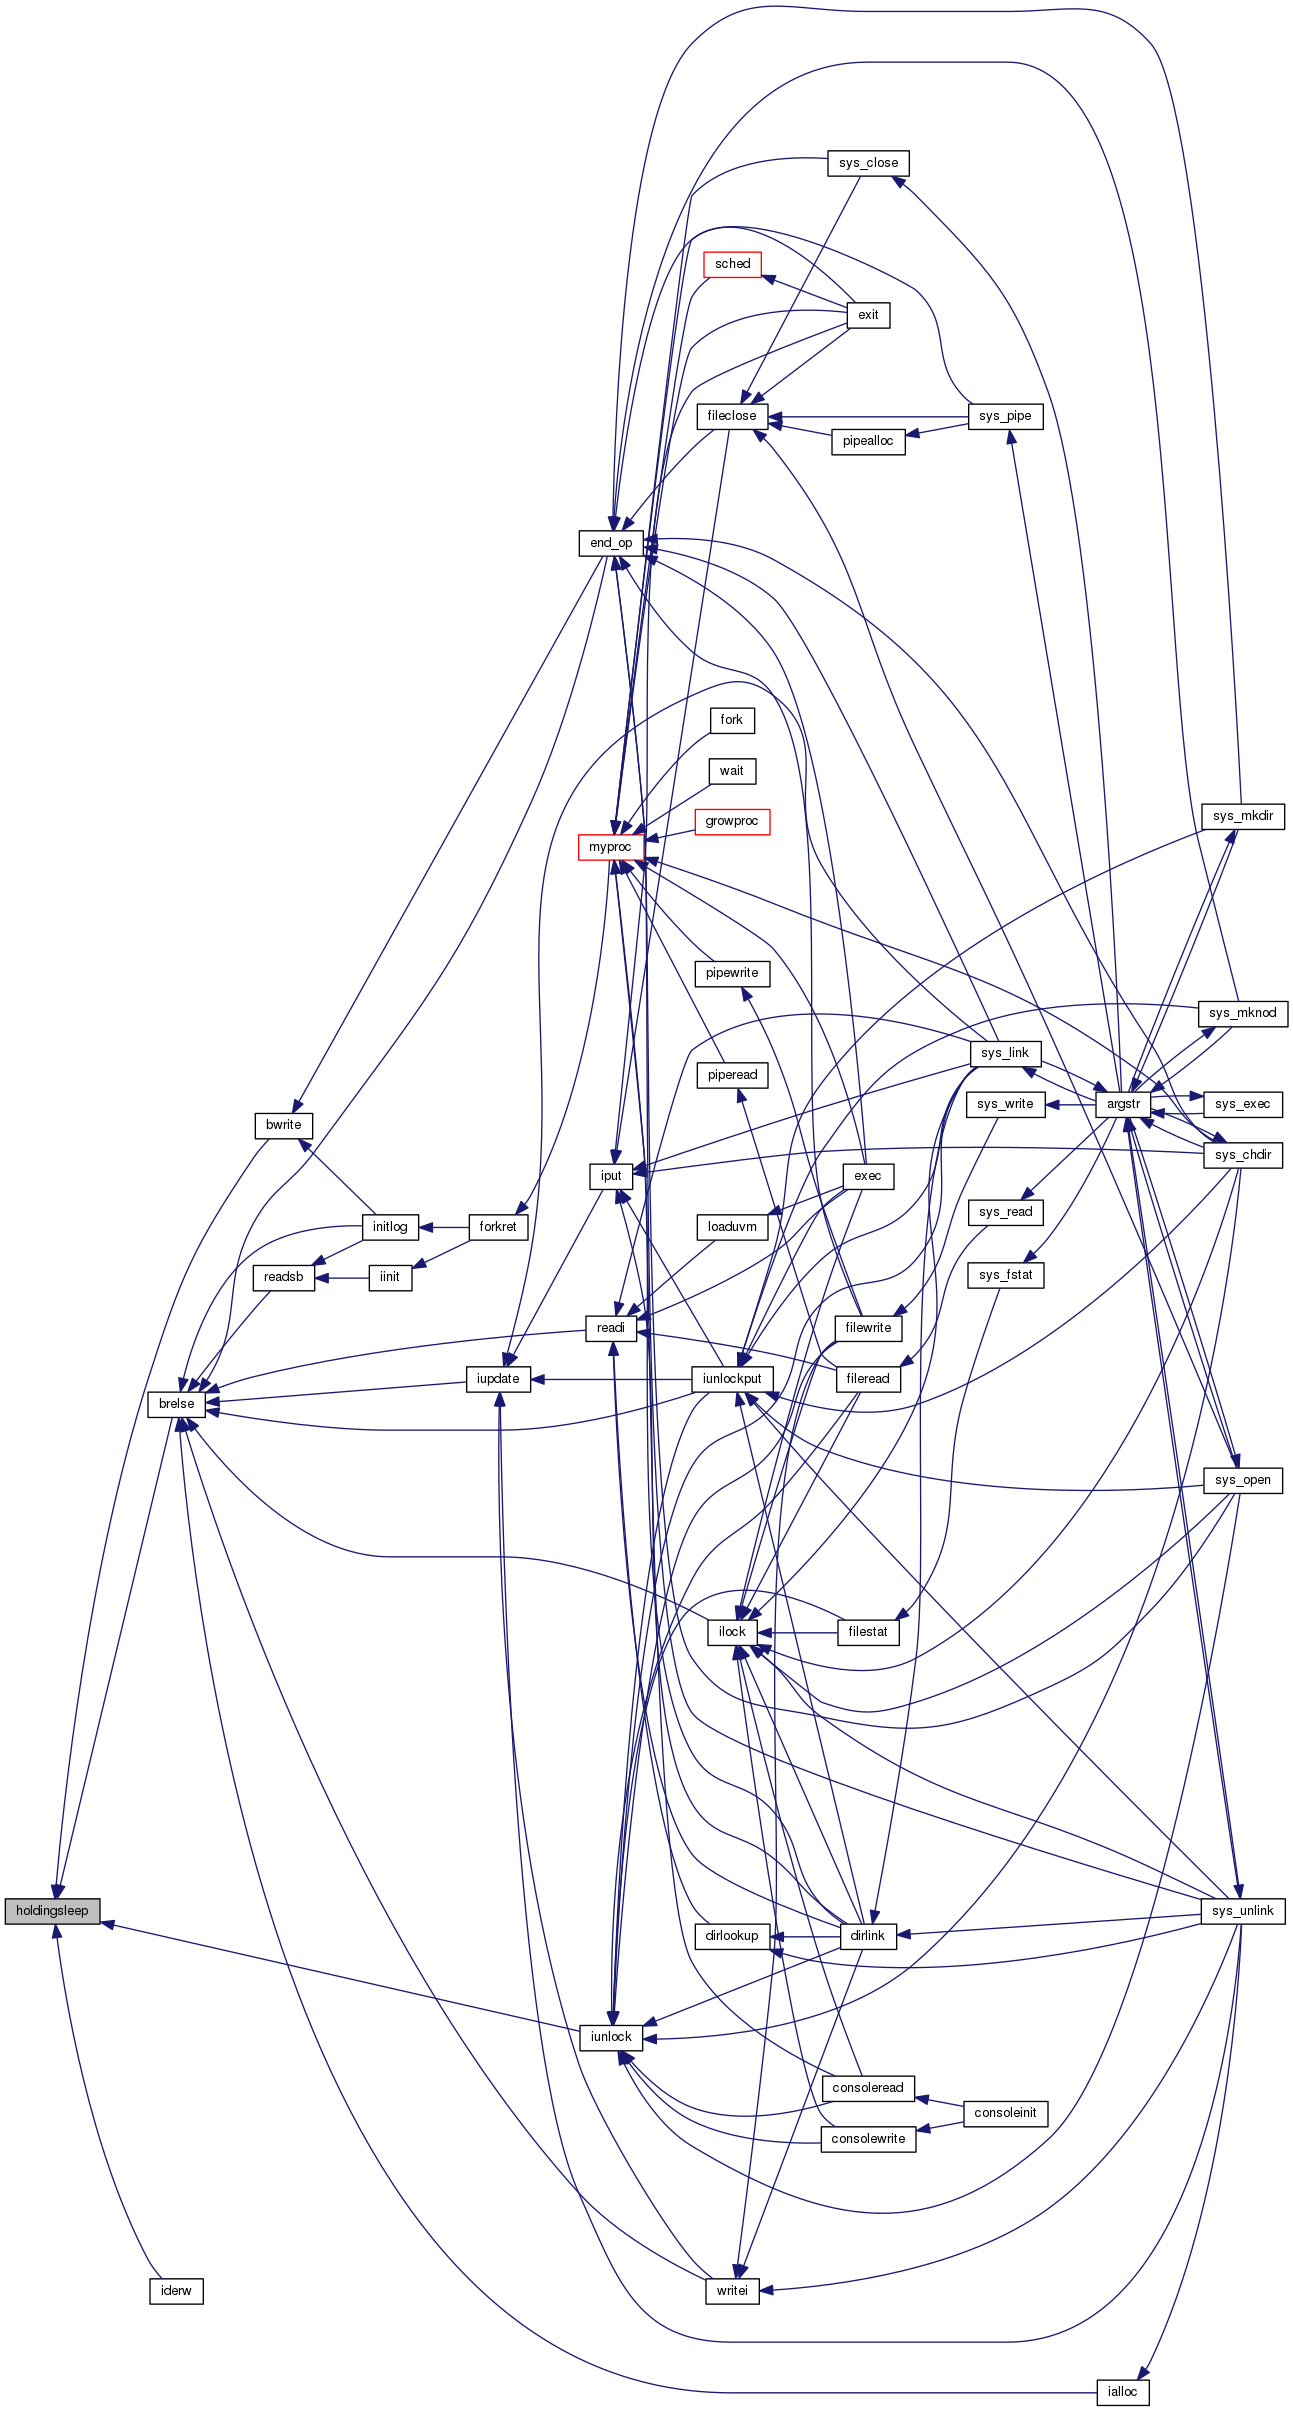 sys_close
sched
exit
fileclose
sys_pipe
pipealloc
end_op
fork
wait
growproc
sys_mkdir
myproc
pipewrite
sys_mknod
sys_link
piperead
sys_write
argstr
sys_exec
bwrite
sys_chdir
iput
exec
sys_read
initlog
forkret
loaduvm
readsb
iinit
sys_fstat
readi
filewrite
iupdate
iunlockput
fileread
brelse
sys_open
ilock
filestat
holdingsleep
sys_unlink
dirlookup
dirlink
iunlock
consoleread
consoleinit
consolewrite
iderw
writei
ialloc